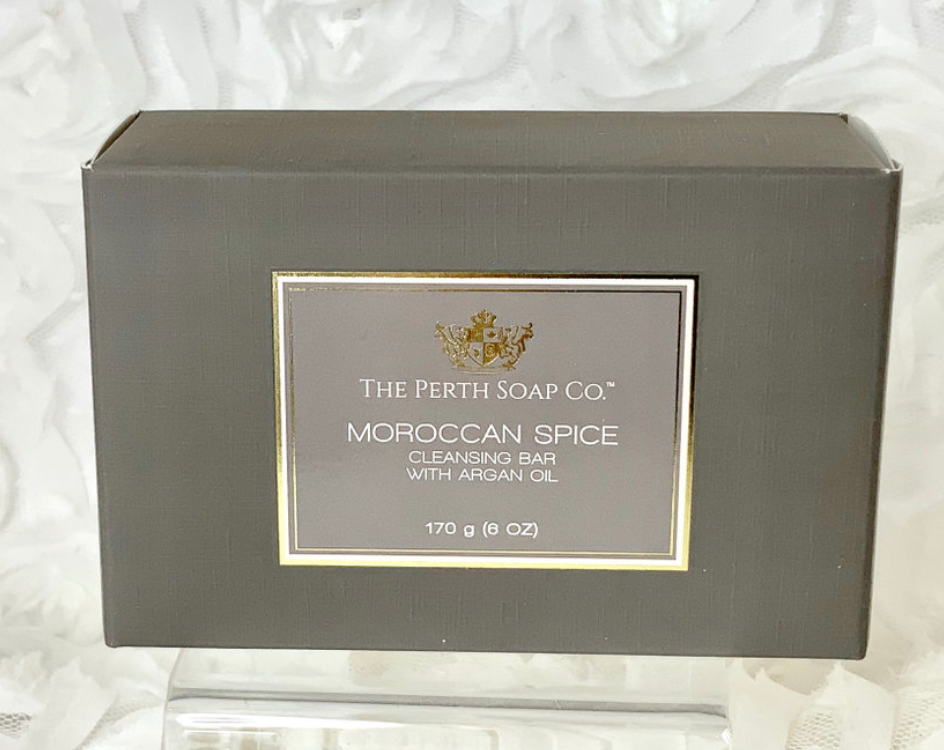 THE PERTH SOAP CO.™
MOROCCAN SPICE
CLEANSING BAR
WITH ARGAN OIL
170 g (6 OZ)